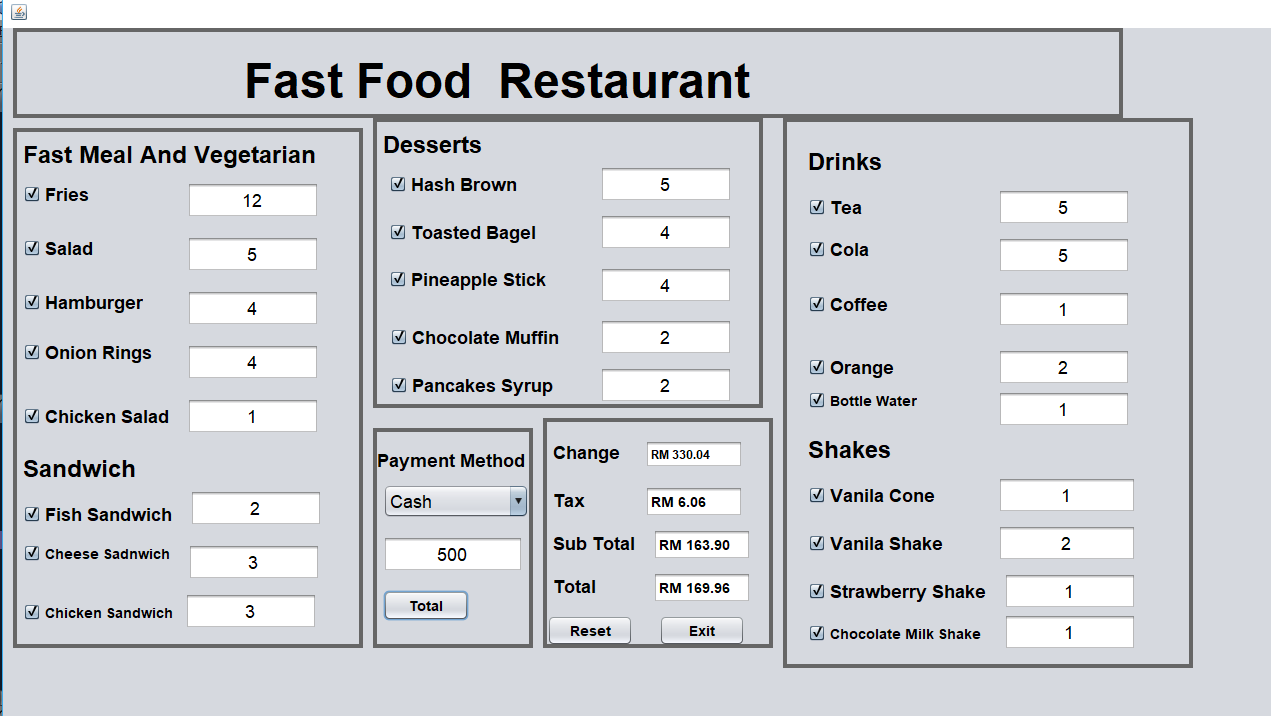 Fast Food  Restaurant
Fast Meal And Vegetarian
Fries 12
Salad 5
Hamburger 4
Onion Rings 4
Chicken Salad 1
Sandwich
Fish Sandwich 2
Cheese Sadnwich 3
Chicken Sandwich 3
Desserts
Hash Brown 5
Toasted Bagel 4
Pineapple Stick 4
Chocolate Muffin 2
Pancakes Syrup 2
Payment Method
Cash
500
Total
Change RM 330.04
Tax RM 6.06
Sub Total RM 163.90
Total RM 169.96
Reset Exit
Drinks
Tea 5
Cola 5
Coffee 1
Orange 2
Bottle Water 1
Shakes
Vanila Cone 1
Vanila Shake 2
Strawberry Shake 1
Chocolate Milk Shake 1